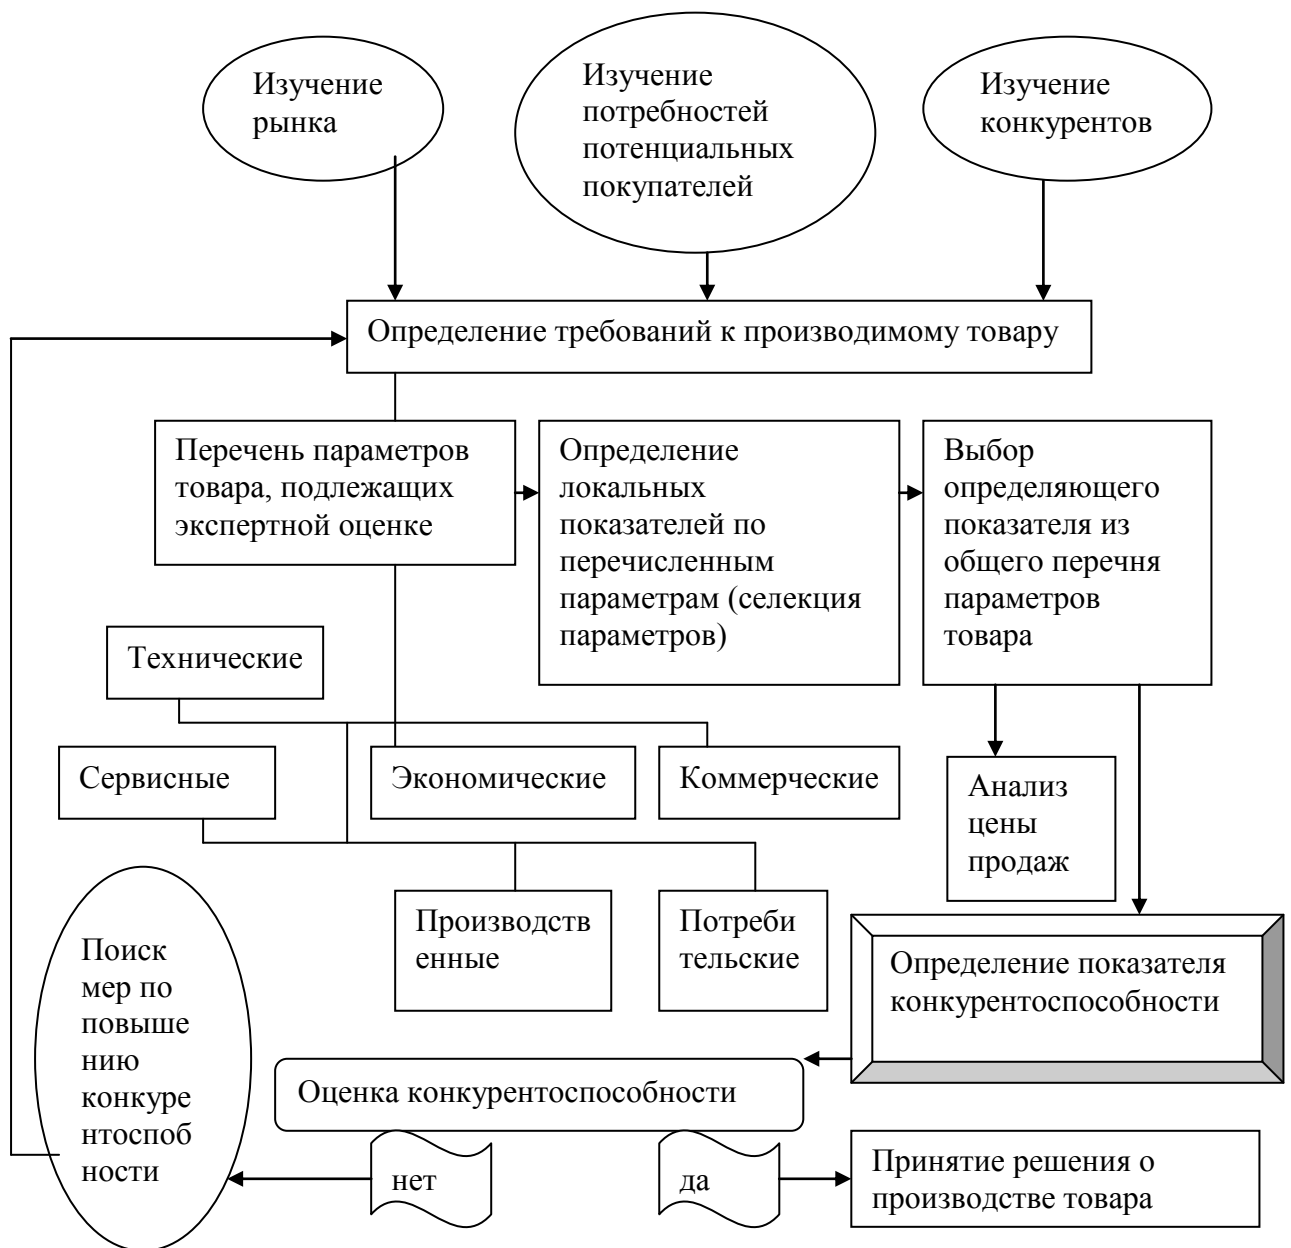 Изучение
рынка
Изучение
потребностей
потенциальных
покупателей
Изучение
конкурентов
Определение требований к производимому товару
Перечень параметров
товара, подлежащих
экспертной оценке
Определение
локальных
показателей по
перечисленным
параметрам (селекция
параметров)
Выбор
определяющего
показателя из
общего перечня
параметров
товара
Технические
Сервисные
Экономические
Коммерческие
Анализ
цены
продаж
Производств
енные
Потреби
тельские
Поиск
мер по
повыше
нию
конкуре
нтоспоб
ности
Определение показателя
конкурентоспособности
Оценка конкурентоспособности
нет
да
Принятие решения о
производстве товара